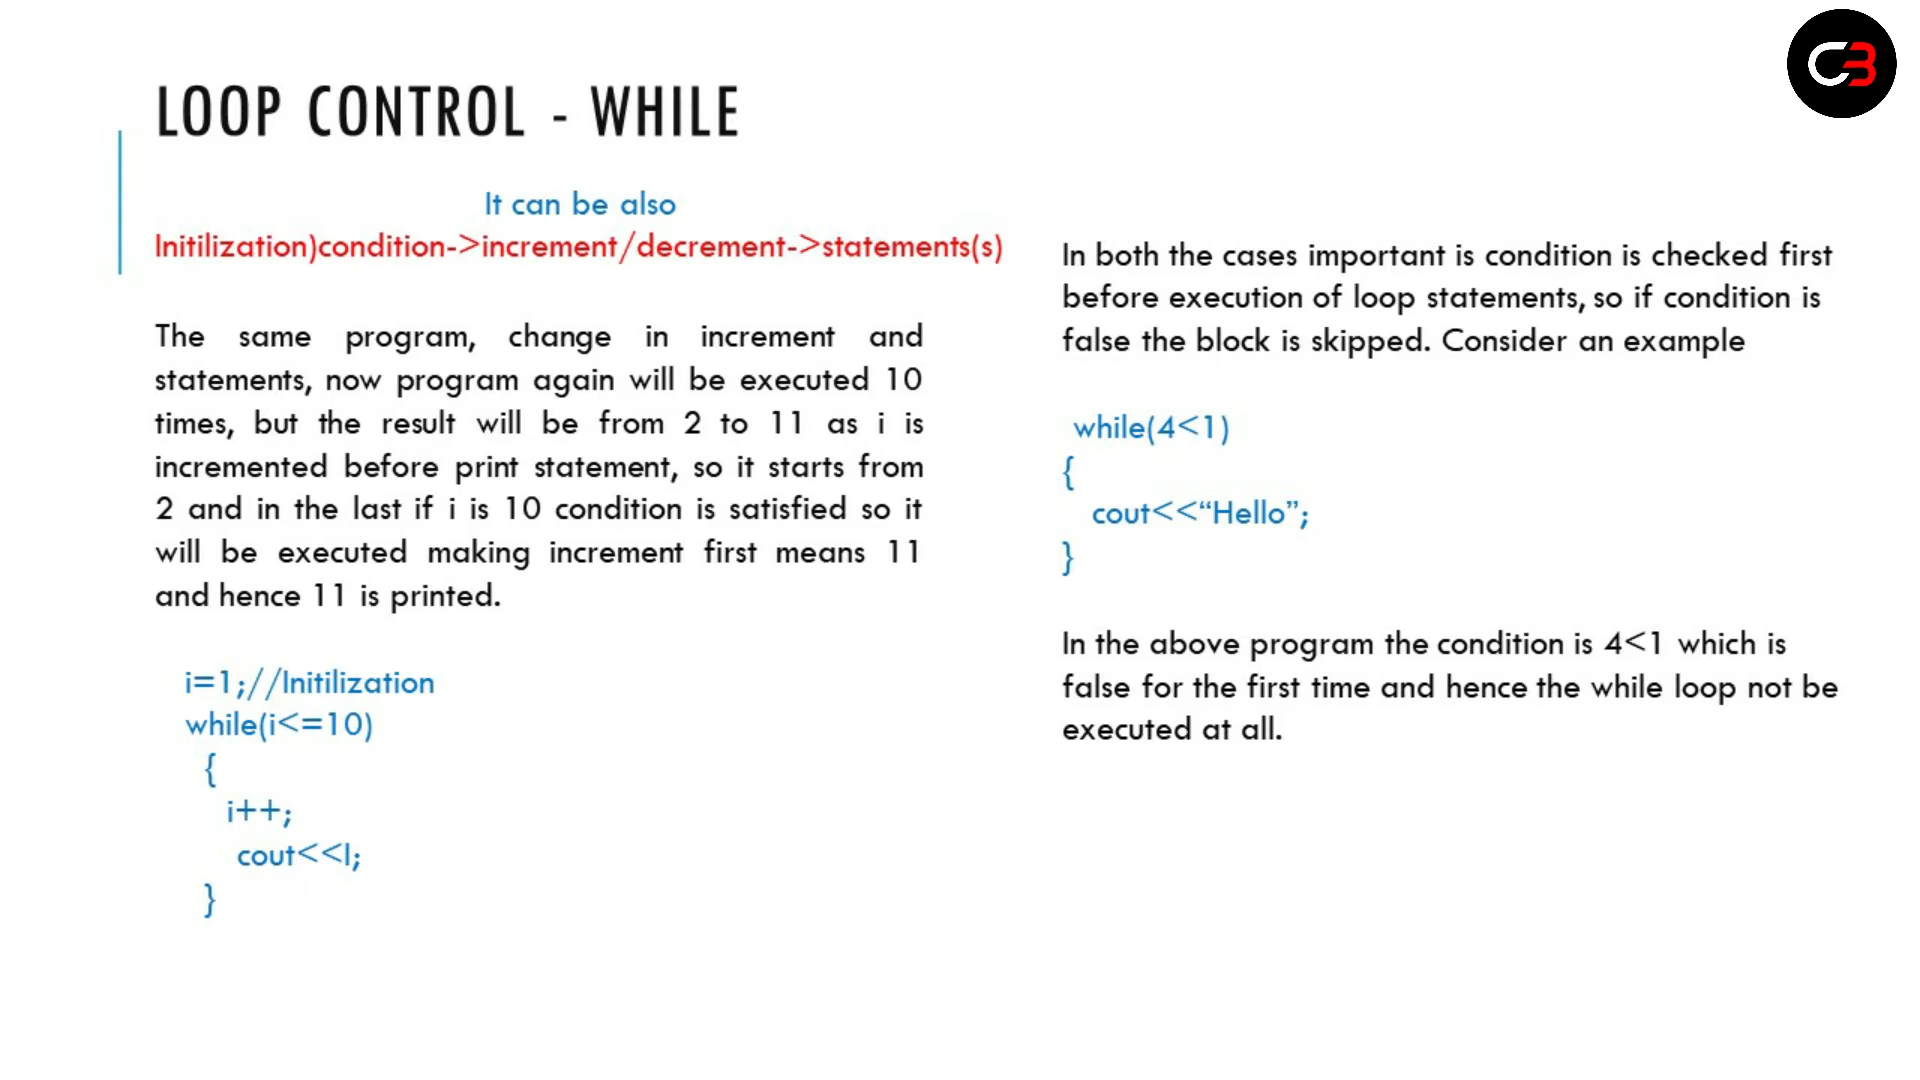 LOOP CONTROL - WHILE
It can be also
Initilization)condition->increment/decrement->statements(s)
The same program, change in increment and
statements, now program again will be executed 10
times, but the result will be from 2 to 11 as i is
incremented before print statement, so it starts from
2 and in the last if i is 10 condition is satisfied so it
will be executed making increment first means 11
and hence 11 is printed.
i=1;//Initilization
while(i<=10)
{
i++;
cout<<I;
}
In both the cases important is condition is checked first
before execution of loop statements, so if condition is
false the block is skipped. Consider an example
while(4<1)
{
cout<<“Hello”;
}
In the above program the condition is 4<1 which is
false for the first time and hence the while loop not be
executed at all.
CB